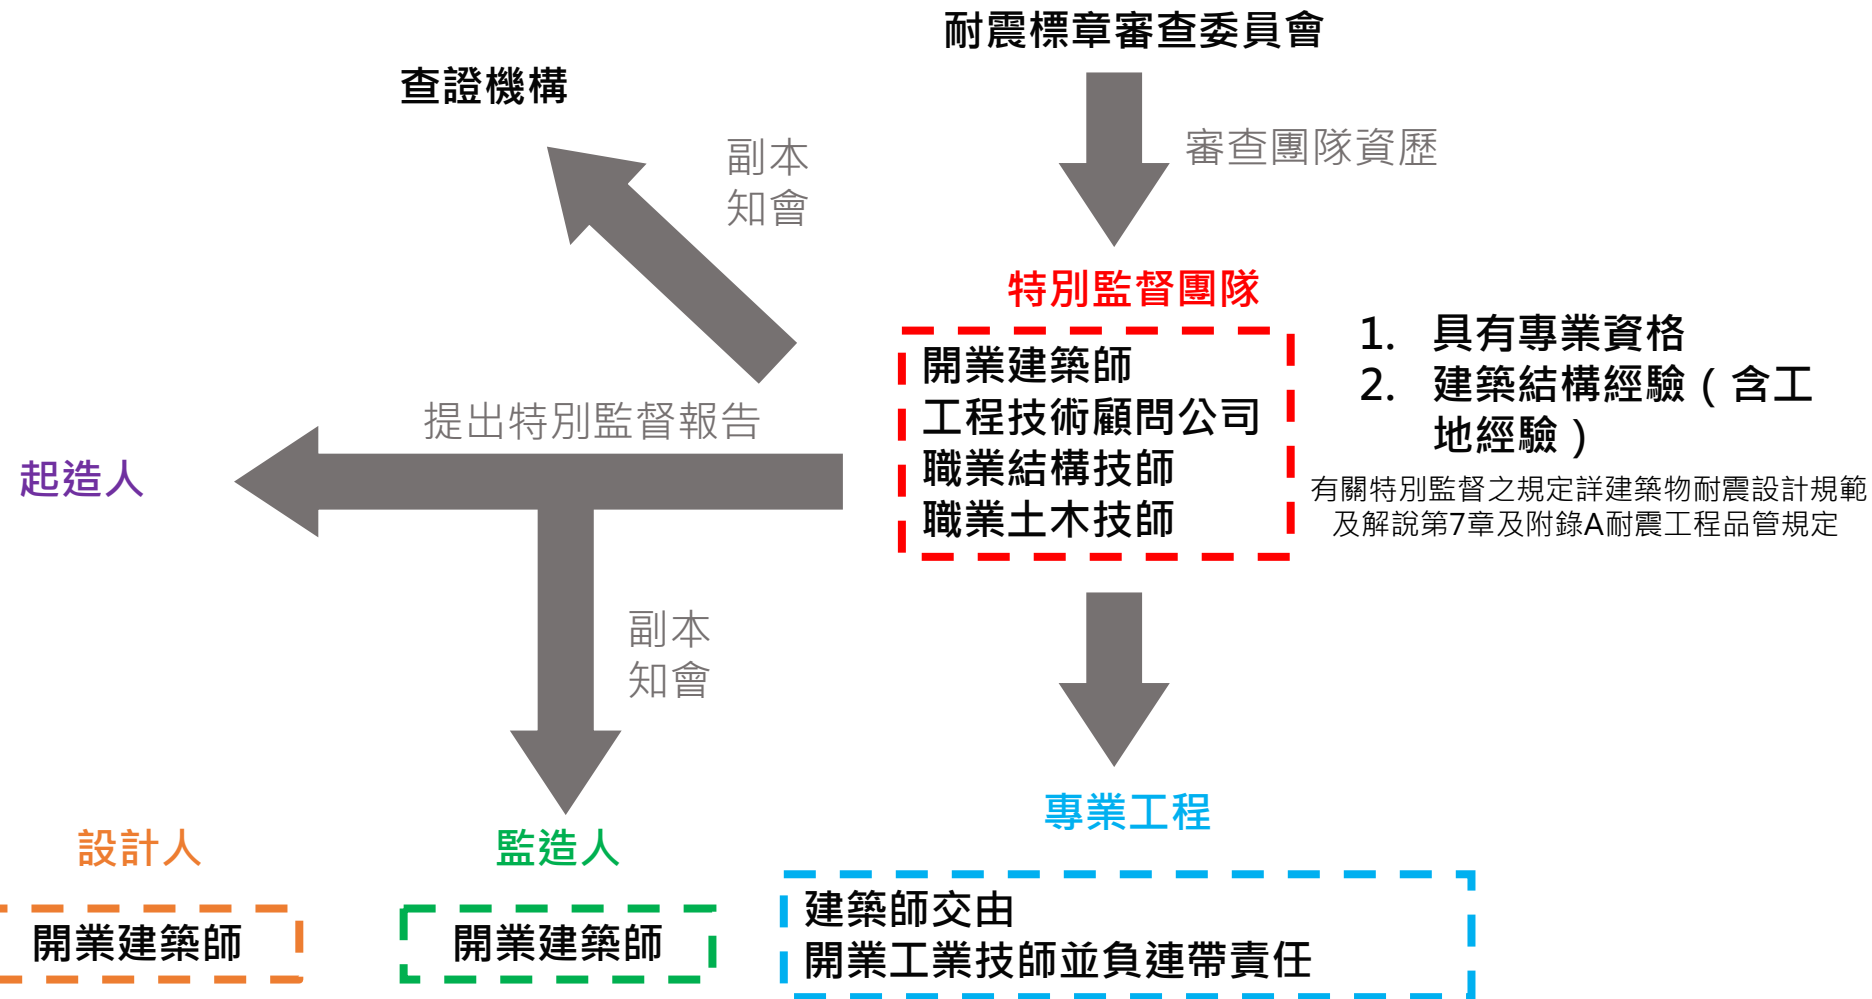 耐震標章審查委員會
查證機構
副本
知會
審查團隊資歷
特別監督團隊
開業建築師
工程技術顧問公司
職業結構技師
職業土木技師
1. 具有專業資格
2. 建築結構經驗（含工
地經驗）
有關特別監督之規定詳建築物耐震設計規範
及解說第7章及附錄A耐震工程品管規定
提出特別監督報告
起造人
副本
知會
專業工程
設計人
監造人
開業建築師
開業建築師
建築師交由
開業工業技師並負連帶責任